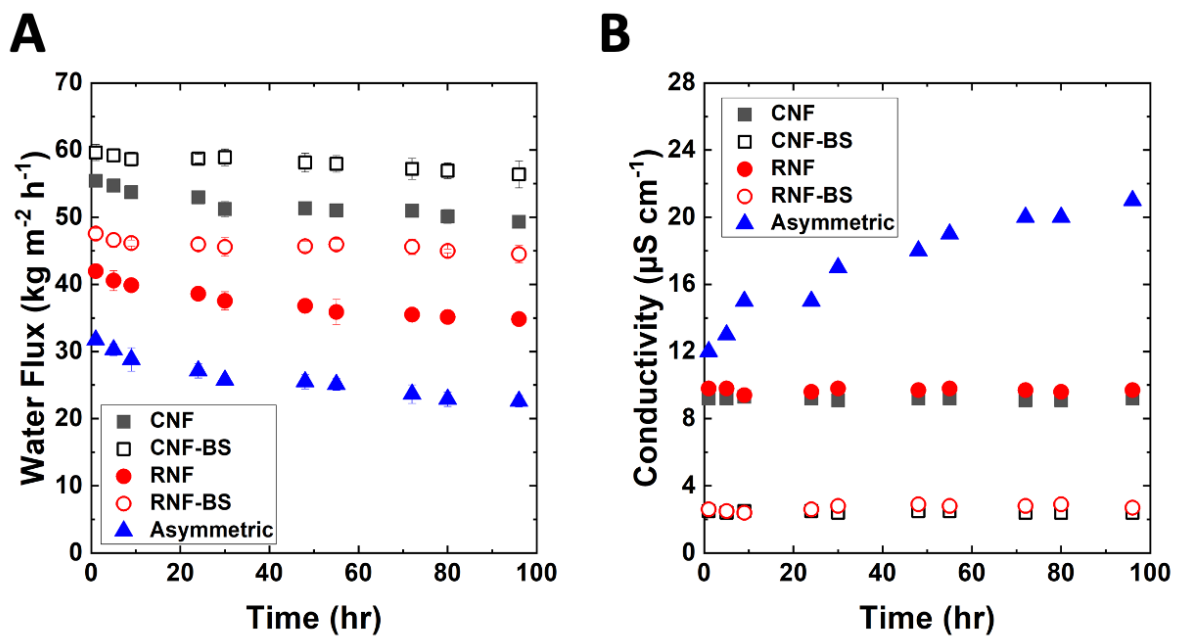 A
B
Water Flux (kg m⁻² h⁻¹)
70
60
50
40
30
20
10
0
CNF
CNF-BS
RNF
RNF-BS
Asymmetric
0 20 40 60 80 100
Time (hr)
Conductivity (µS cm⁻¹)
28
24
20
16
12
8
4
0
CNF
CNF-BS
RNF
RNF-BS
Asymmetric
0 20 40 60 80 100
Time (hr)